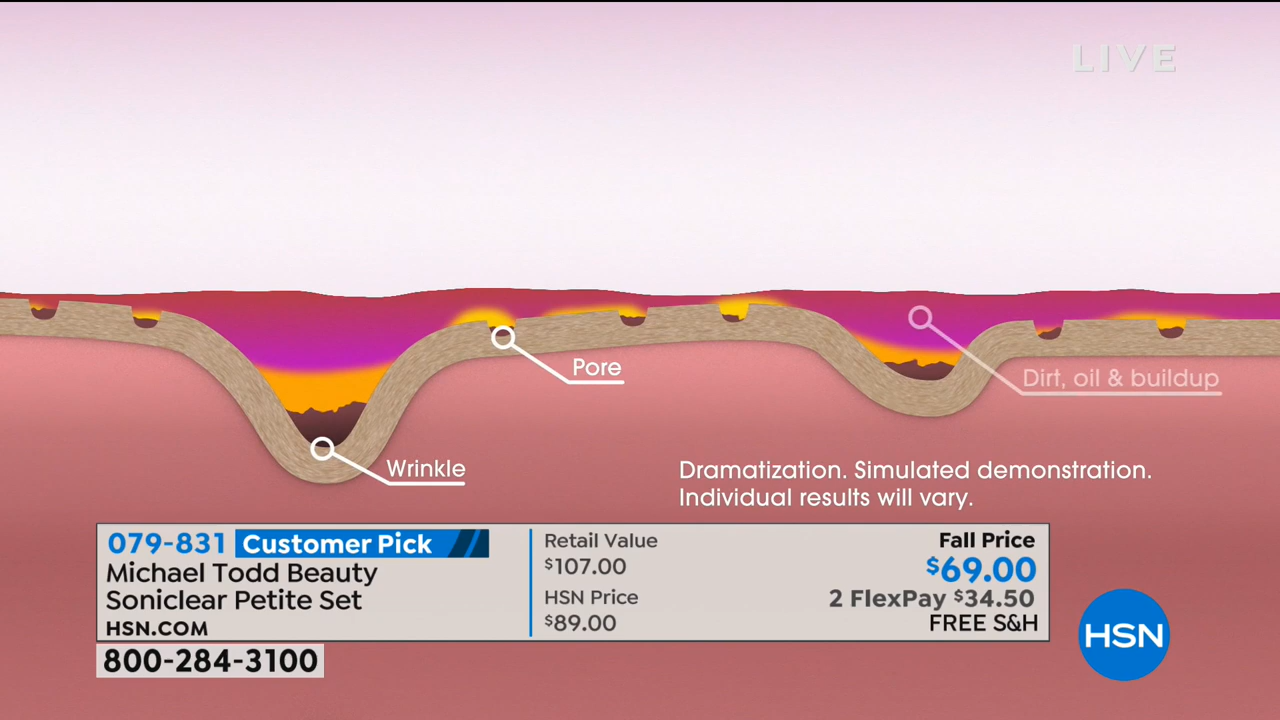 LIVE
Pore
Dirt, oil & buildup
Wrinkle
Dramatization. Simulated demonstration.
Individual results will vary.
079-831 Customer Pick
Michael Todd Beauty
Soniclear Petite Set
HSN.COM
800-284-3100
Retail Value
$107.00
HSN Price
$89.00
Fall Price
$69.00
2 FlexPay $34.50
FREE S&H
HSN